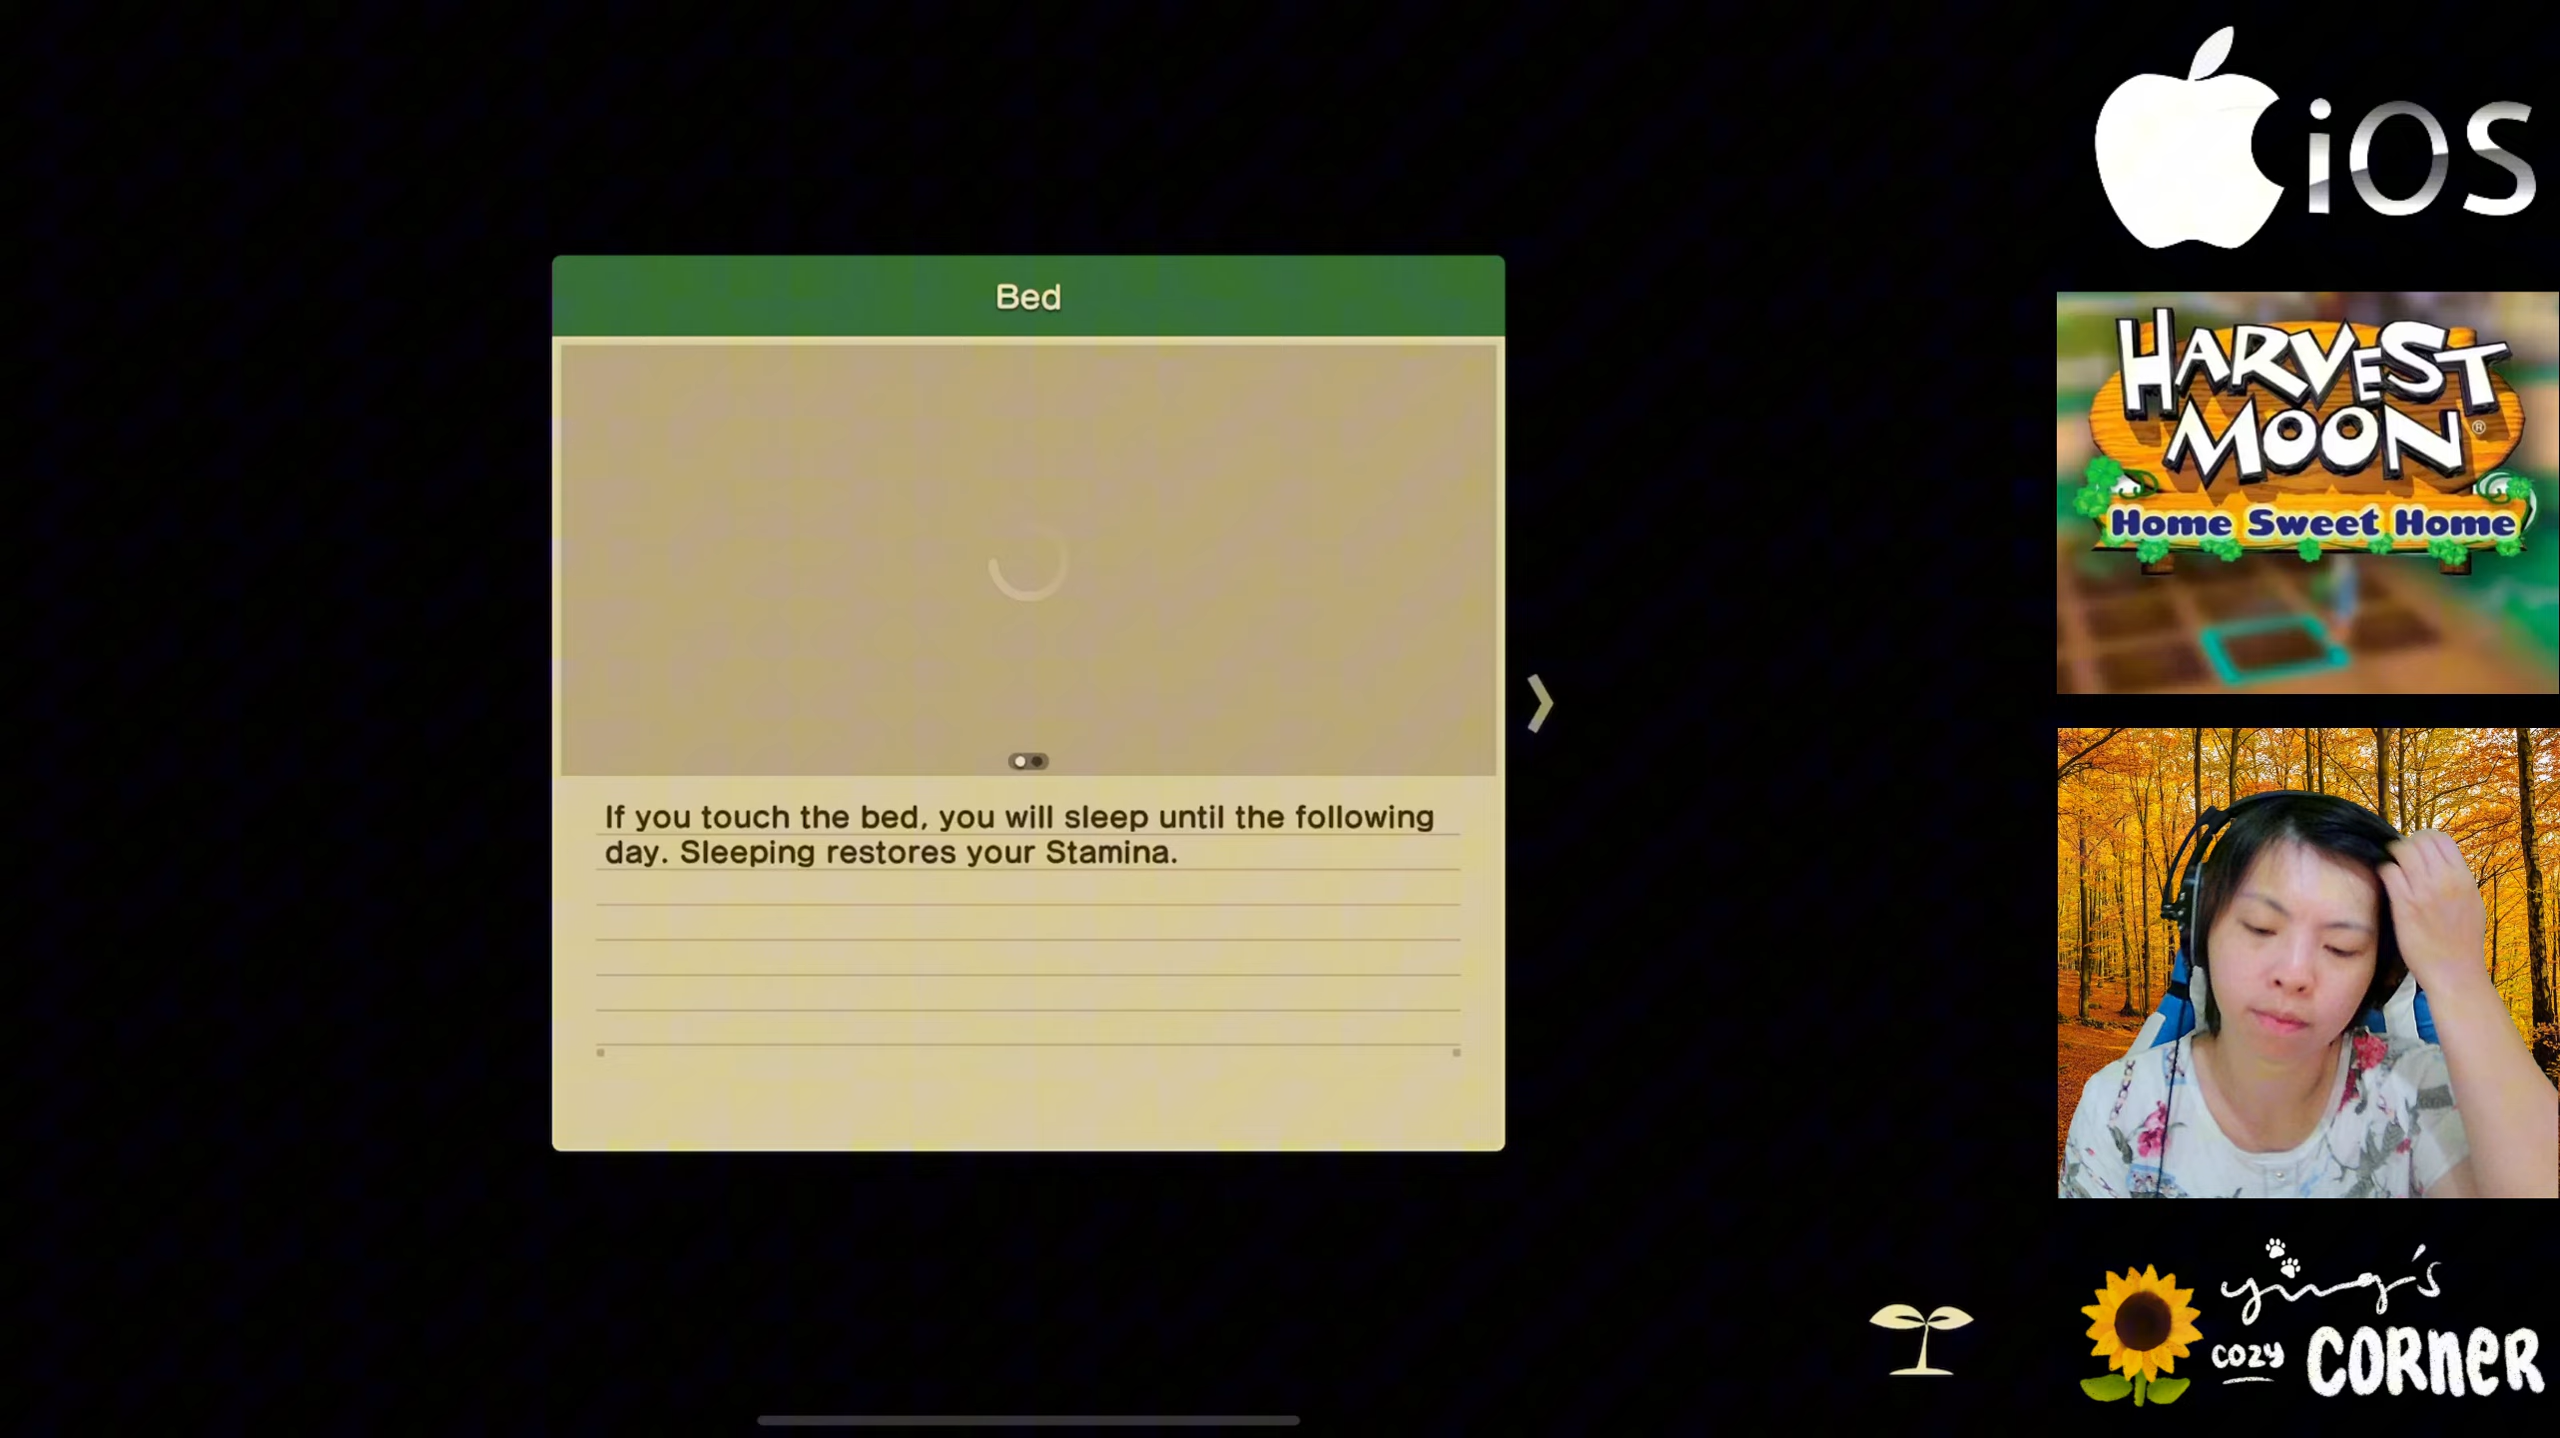 Bed
If you touch the bed, you will sleep until the following
day. Sleeping restores your Stamina.
iOS
HARVEST
MOON®
Home Sweet Home
ying's
cozy CORNER